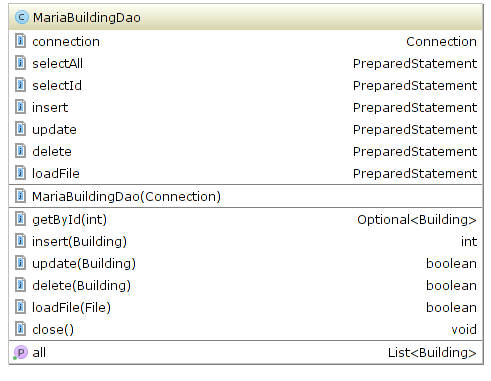 C MariaBuildingDao
connection Connection
selectAll PreparedStatement
selectId PreparedStatement
insert PreparedStatement
update PreparedStatement
delete PreparedStatement
loadFile PreparedStatement
MariaBuildingDao(Connection)
getById(int) Optional<Building>
insert(Building) int
update(Building) boolean
delete(Building) boolean
loadFile(File) boolean
close() void
P all List<Building>